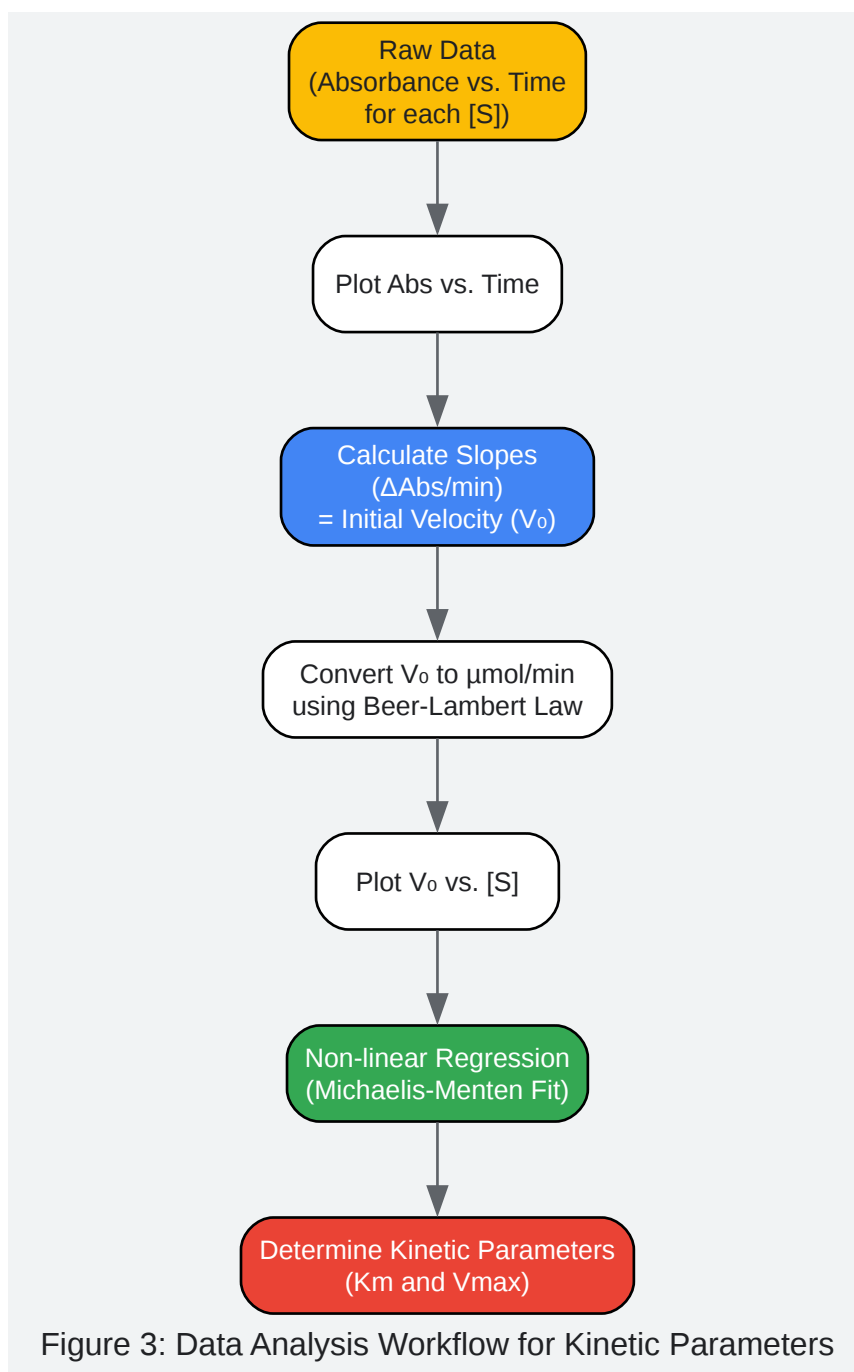 Raw Data
(Absorbance vs. Time
for each [S])
Plot Abs vs. Time
Calculate Slopes
(ΔAbs/min)
= Initial Velocity (V₀)
Convert V₀ to µmol/min
using Beer-Lambert Law
Plot V₀ vs. [S]
Non-linear Regression
(Michaelis-Menten Fit)
Determine Kinetic Parameters
(Km and Vmax)
Figure 3: Data Analysis Workflow for Kinetic Parameters